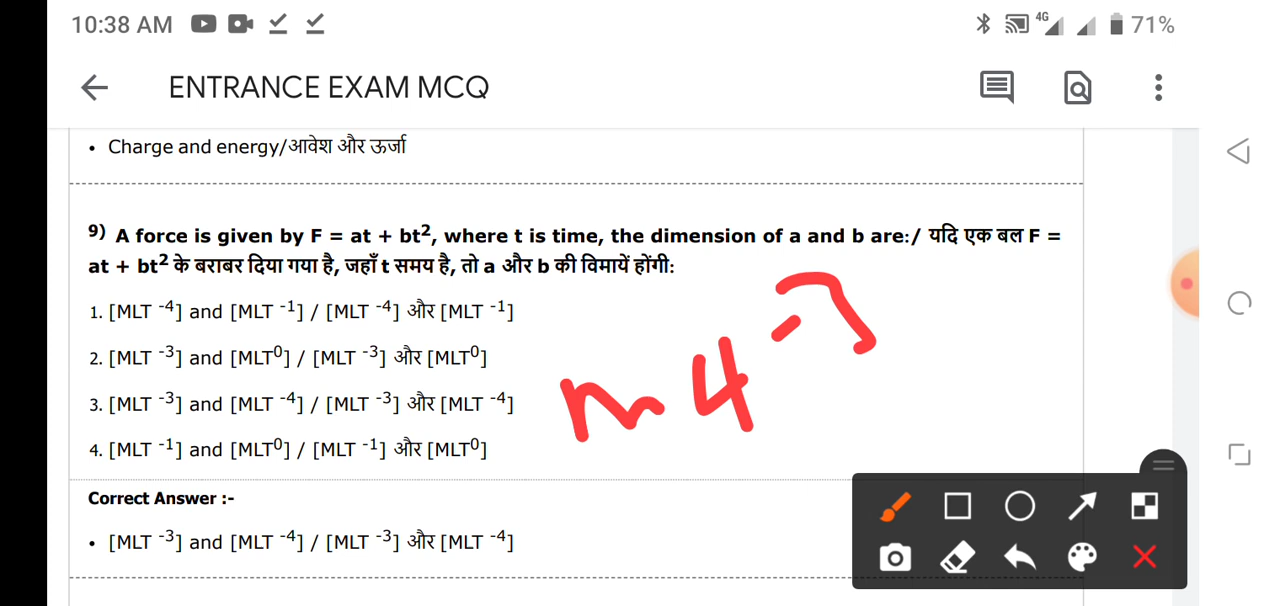 10:38 AM 4G 71%
ENTRANCE EXAM MCQ
• Charge and energy/आवेश और ऊर्जा
9) A force is given by F = at + bt², where t is time, the dimension of a and b are:/ यदि एक बल F =
at + bt² के बराबर दिया गया है, जहाँ t समय है, तो a और b की विमायें होंगी:
1. [MLT ⁻⁴] and [MLT ⁻¹] / [MLT ⁻⁴] और [MLT ⁻¹]
2. [MLT ⁻³] and [MLT⁰] / [MLT ⁻³] और [MLT⁰]
3. [MLT ⁻³] and [MLT ⁻⁴] / [MLT ⁻³] और [MLT ⁻⁴]
4. [MLT ⁻¹] and [MLT⁰] / [MLT ⁻¹] और [MLT⁰]
Correct Answer :-
• [MLT ⁻³] and [MLT ⁻⁴] / [MLT ⁻³] और [MLT ⁻⁴]